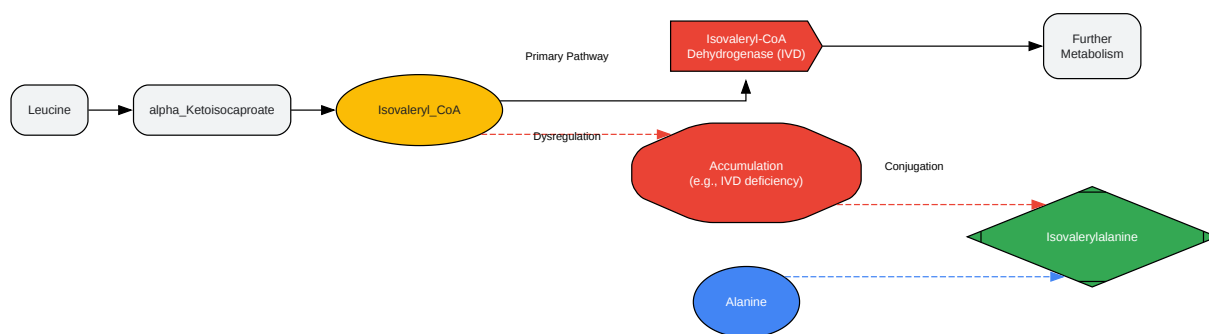 Leucine
alpha_Ketoisocaproate
Isovaleryl_CoA
Primary Pathway
Isovaleryl-CoA
Dehydrogenase (IVD)
Further
Metabolism
Dysregulation
Accumulation
(e.g., IVD deficiency)
Conjugation
Isovalerylalanine
Alanine